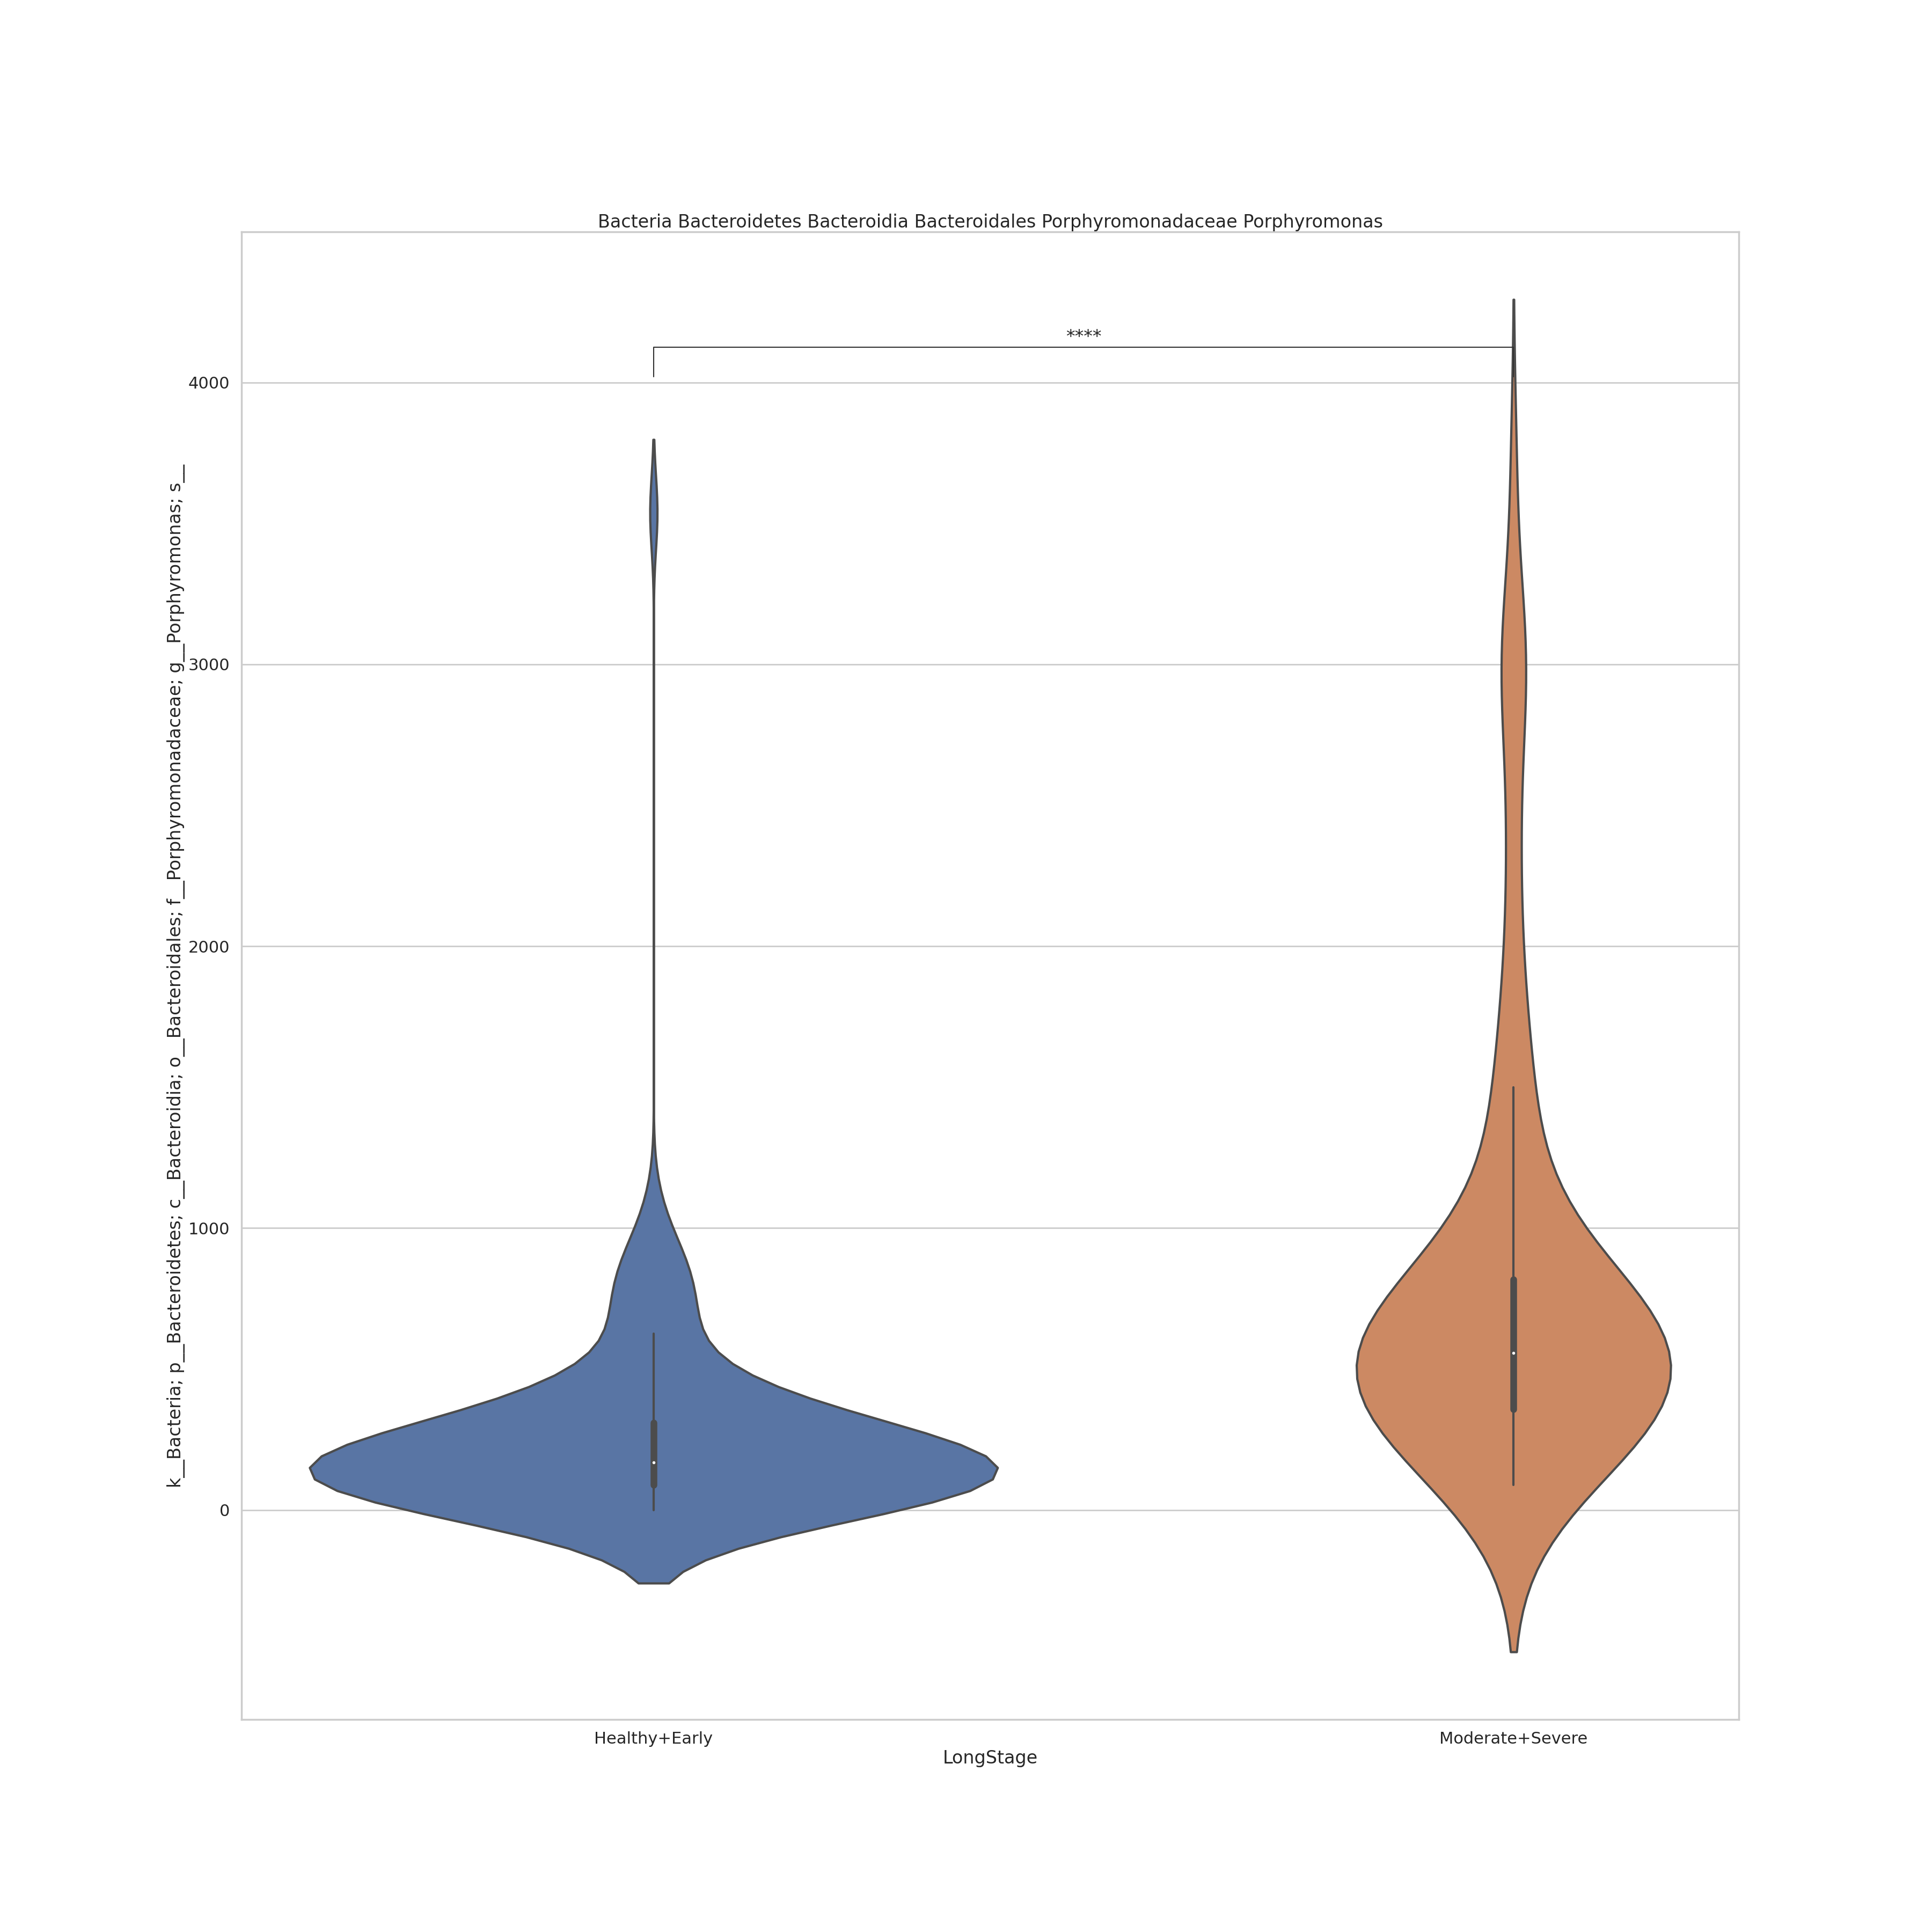 Bacteria Bacteroidetes Bacteroidia Bacteroidales Porphyromonadaceae Porphyromonas
****
k__Bacteria; p__Bacteroidetes; c__Bacteroidia; o__Bacteroidales; f__Porphyromonadaceae; g__Porphyromonas; s__
4000
3000
2000
1000
0
Healthy+Early
Moderate+Severe
LongStage